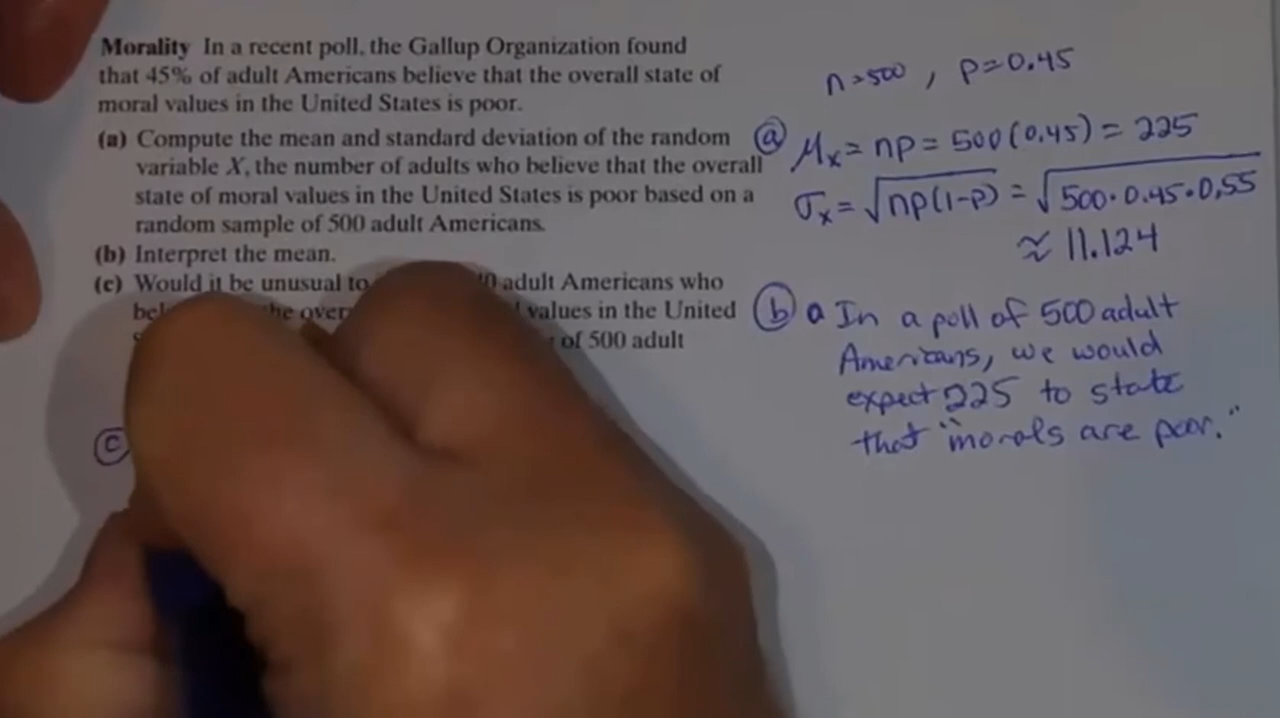 Morality In a recent poll, the Gallup Organization found
that 45% of adult Americans believe that the overall state of
moral values in the United States is poor.
(a) Compute the mean and standard deviation of the random
variable X, the number of adults who believe that the overall
state of moral values in the United States is poor based on a
random sample of 500 adult Americans.
(b) Interpret the mean.
(c) Would it be unusual to adult Americans who
values in the United
of 500 adult
n=500, p=0.45
(a) μx = np = 500(0.45) = 225
σx = √np(1-p) = √500·0.45·0.55
≈ 11.124
(b) a In a poll of 500 adult
Americans, we would
expect 225 to state
that "morals are poor."
(c)